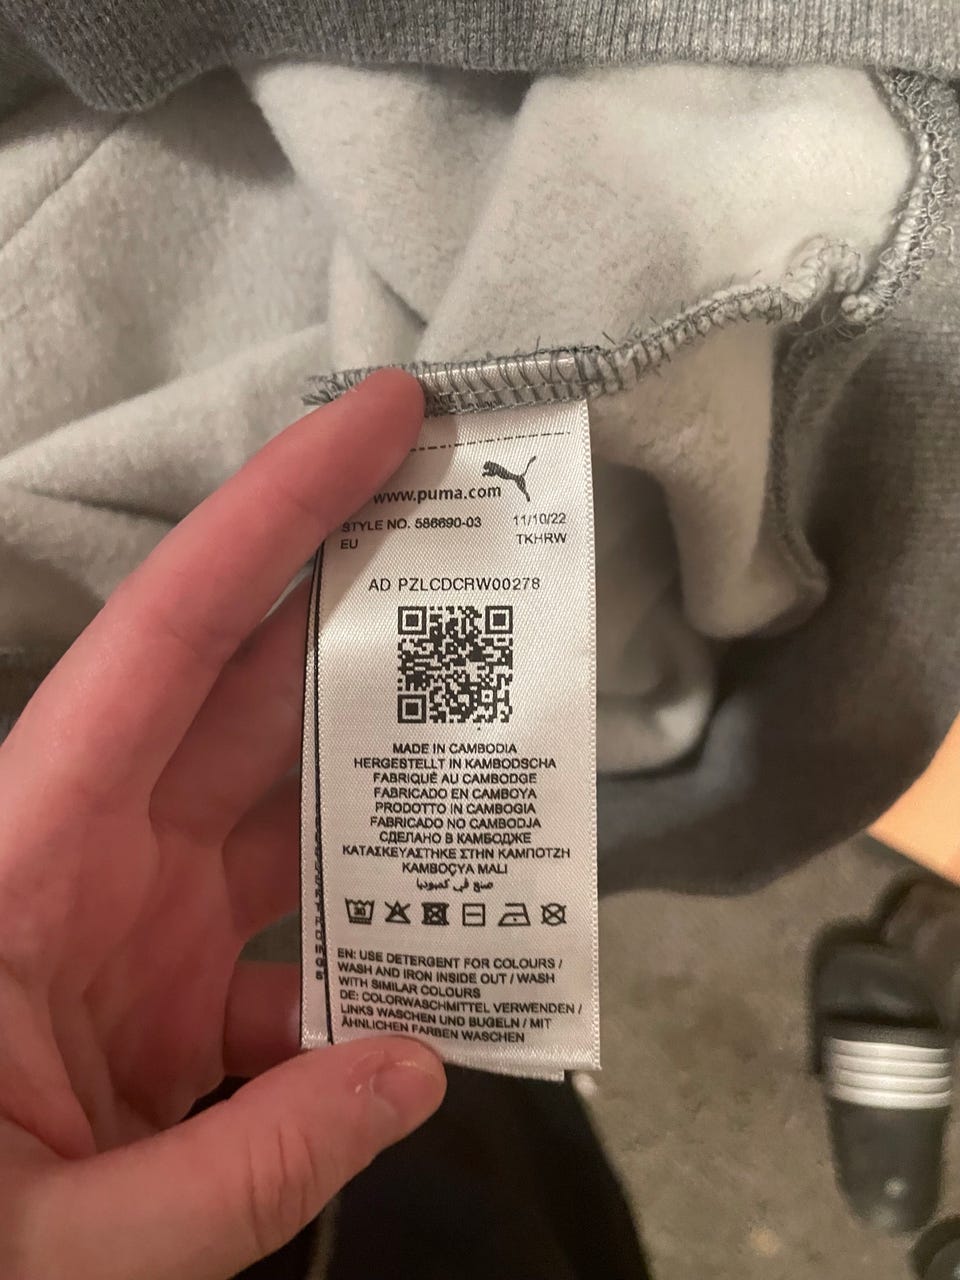 www.puma.com
STYLE NO. 586690-03 11/10/22
EU TKHRW
AD PZLCDCRW00278
MADE IN CAMBODIA
HERGESTELLT IN KAMBODSCHA
FABRIQUÉ AU CAMBODGE
FABRICADO EN CAMBOYA
PRODOTTO IN CAMBOGIA
FABRICADO NO CAMBODJA
СДЕЛАНО В КАМБОДЖЕ
ΚΑΤΑΣΚΕΥΑΣΤΗΚΕ ΣΤΗΝ ΚΑΜΠΟΤΖΗ
KAMBOÇYA MALI
صنع في كمبوديا
30
EN: USE DETERGENT FOR COLOURS /
WASH AND IRON INSIDE OUT / WASH
WITH SIMILAR COLOURS
DE: COLORWASCHMITTEL VERWENDEN /
LINKS WASCHEN UND BUGELN / MIT
ÄHNLICHEN FARBEN WASCHEN